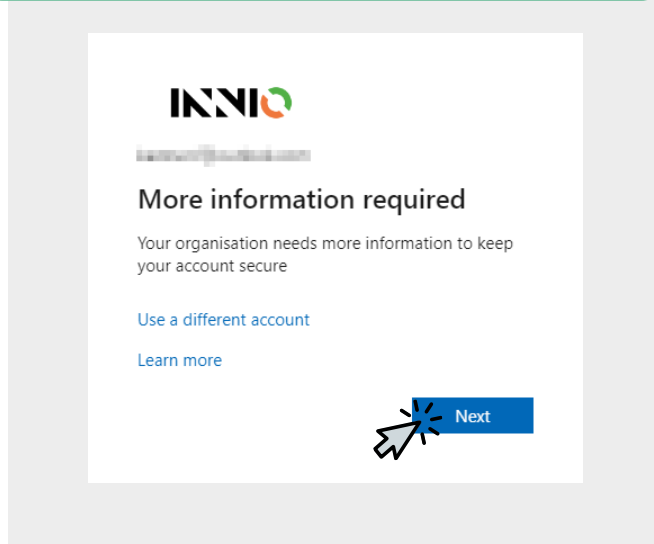 INNIO
More information required
Your organisation needs more information to keep
your account secure
Use a different account
Learn more
Next